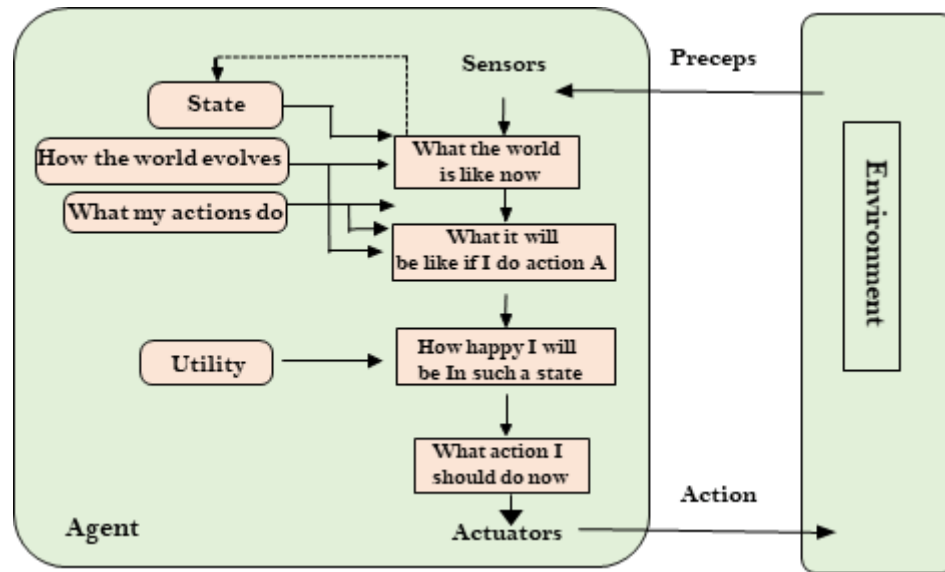 Sensors
Preceps
State
How the world evolves
What the world
is like now
What my actions do
What it will
be like if I do action A
Environment
How happy I will
be In such a state
Utility
What action I
should do now
Action
Agent
Actuators